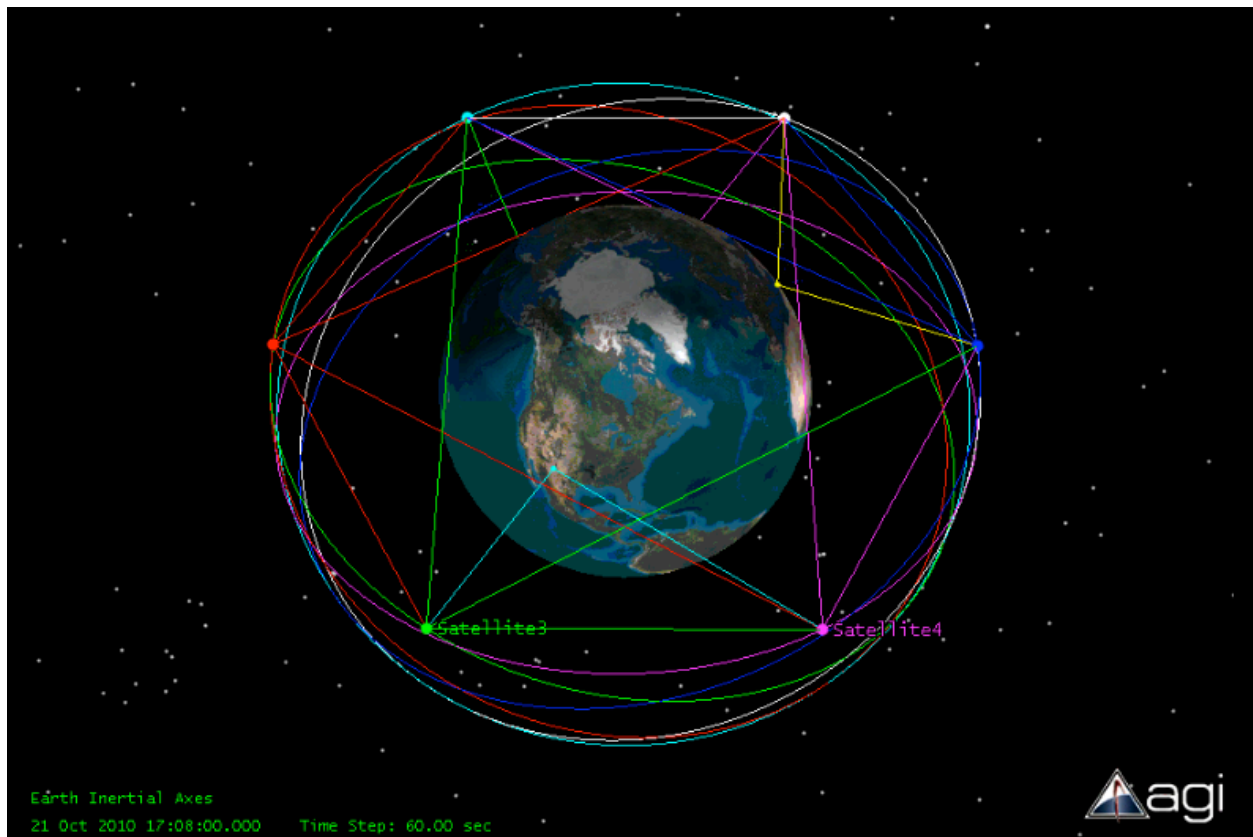 Satellite3
Satellite4
Earth Inertial Axes
21 Oct 2010 17:08:00.000    Time Step: 60.00 sec
agi